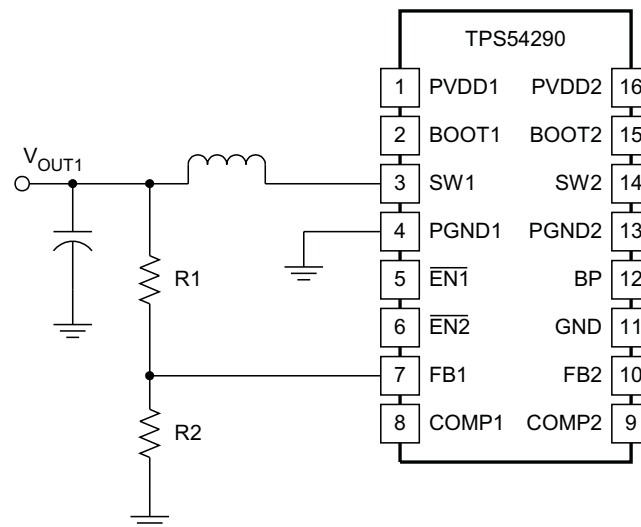 TPS54290
1 PVDD1 PVDD2 16
2 BOOT1 BOOT2 15
V_OUT1
3 SW1 SW2 14
4 PGND1 PGND2 13
R1
5 EN1 BP 12
6 EN2 GND 11
7 FB1 FB2 10
8 COMP1 COMP2 9
R2